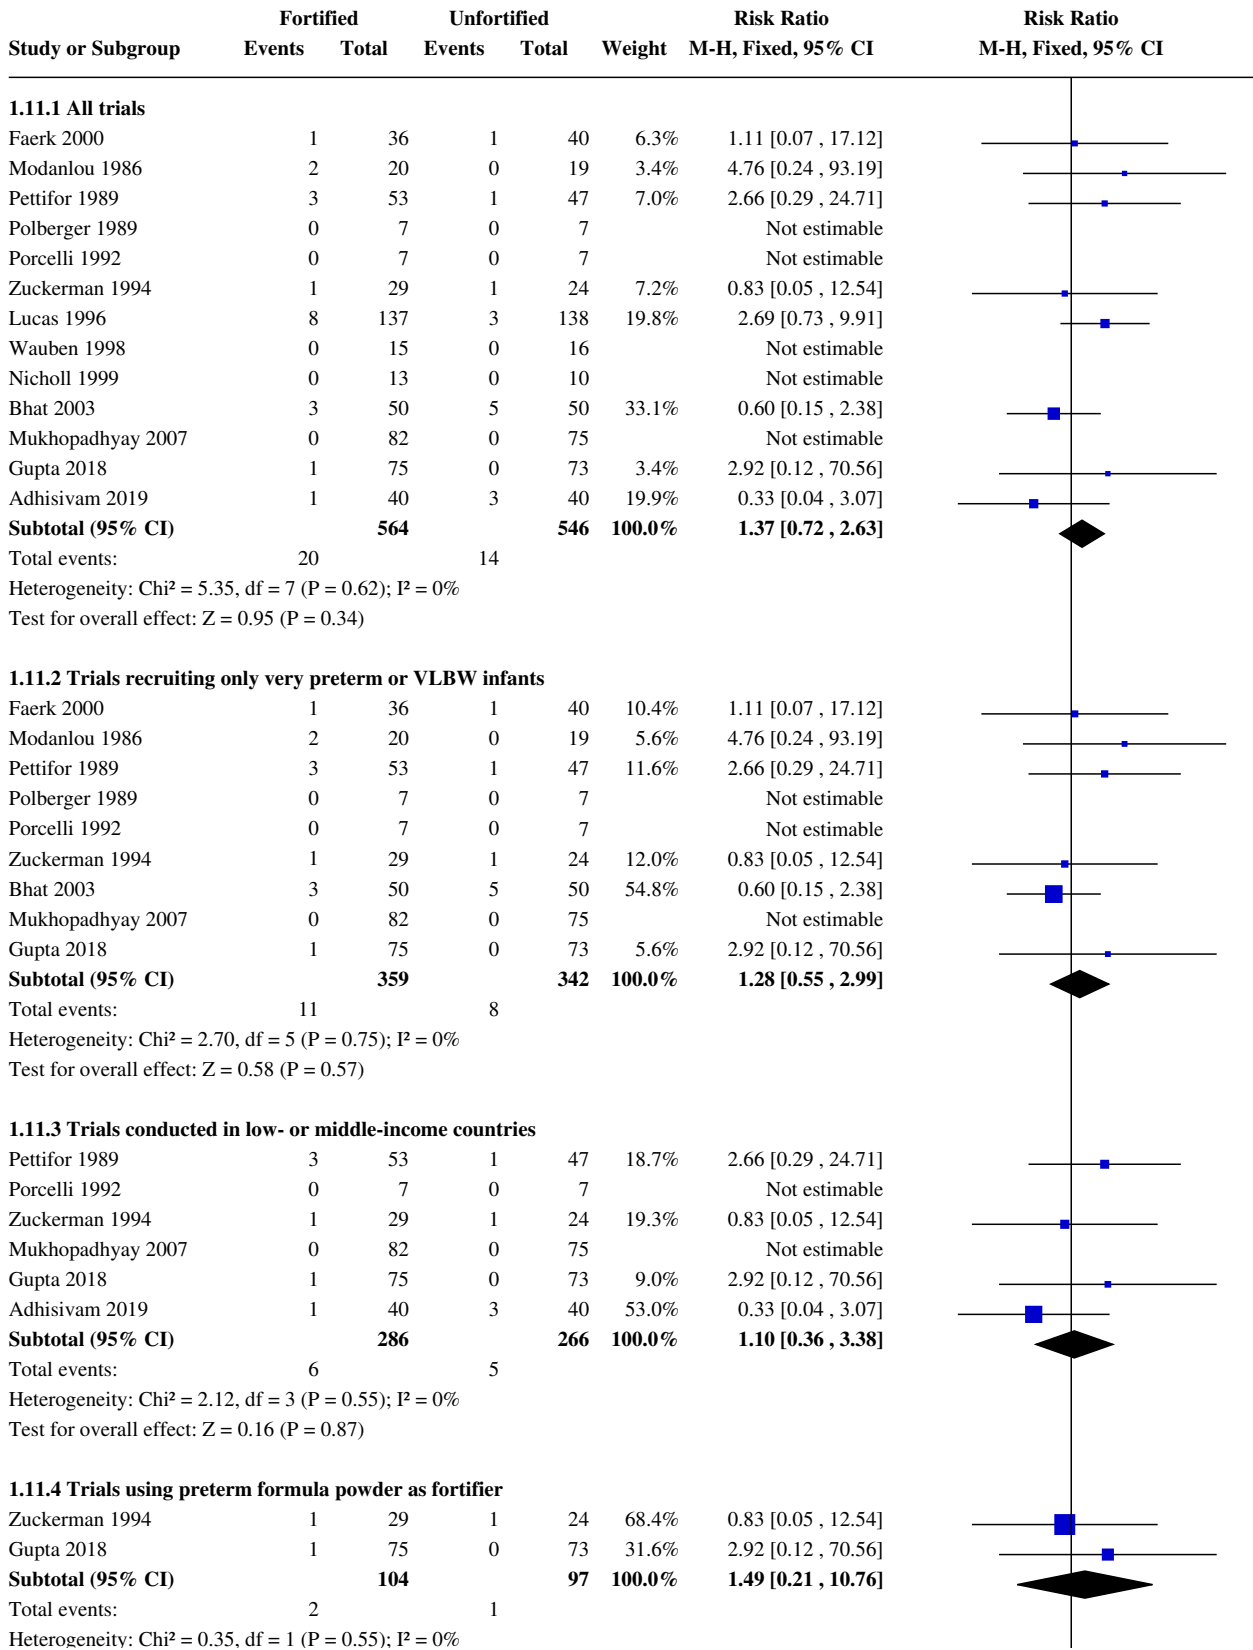 Fortified Unfortified Risk Ratio Risk Ratio
Study or Subgroup Events Total Events Total Weight M-H, Fixed, 95% CI M-H, Fixed, 95% CI
1.11.1 All trials
Faerk 2000 1 36 1 40 6.3% 1.11 [0.07 , 17.12]
Modanlou 1986 2 20 0 19 3.4% 4.76 [0.24 , 93.19]
Pettifor 1989 3 53 1 47 7.0% 2.66 [0.29 , 24.71]
Polberger 1989 0 7 0 7 Not estimable
Porcelli 1992 0 7 0 7 Not estimable
Zuckerman 1994 1 29 1 24 7.2% 0.83 [0.05 , 12.54]
Lucas 1996 8 137 3 138 19.8% 2.69 [0.73 , 9.91]
Wauben 1998 0 15 0 16 Not estimable
Nicholl 1999 0 13 0 10 Not estimable
Bhat 2003 3 50 5 50 33.1% 0.60 [0.15 , 2.38]
Mukhopadhyay 2007 0 82 0 75 Not estimable
Gupta 2018 1 75 0 73 3.4% 2.92 [0.12 , 70.56]
Adhisivam 2019 1 40 3 40 19.9% 0.33 [0.04 , 3.07]
Subtotal (95% CI) 564 546 100.0% 1.37 [0.72 , 2.63]
Total events: 20 14
Heterogeneity: Chi² = 5.35, df = 7 (P = 0.62); I² = 0%
Test for overall effect: Z = 0.95 (P = 0.34)
1.11.2 Trials recruiting only very preterm or VLBW infants
Faerk 2000 1 36 1 40 10.4% 1.11 [0.07 , 17.12]
Modanlou 1986 2 20 0 19 5.6% 4.76 [0.24 , 93.19]
Pettifor 1989 3 53 1 47 11.6% 2.66 [0.29 , 24.71]
Polberger 1989 0 7 0 7 Not estimable
Porcelli 1992 0 7 0 7 Not estimable
Zuckerman 1994 1 29 1 24 12.0% 0.83 [0.05 , 12.54]
Bhat 2003 3 50 5 50 54.8% 0.60 [0.15 , 2.38]
Mukhopadhyay 2007 0 82 0 75 Not estimable
Gupta 2018 1 75 0 73 5.6% 2.92 [0.12 , 70.56]
Subtotal (95% CI) 359 342 100.0% 1.28 [0.55 , 2.99]
Total events: 11 8
Heterogeneity: Chi² = 2.70, df = 5 (P = 0.75); I² = 0%
Test for overall effect: Z = 0.58 (P = 0.57)
1.11.3 Trials conducted in low- or middle-income countries
Pettifor 1989 3 53 1 47 18.7% 2.66 [0.29 , 24.71]
Porcelli 1992 0 7 0 7 Not estimable
Zuckerman 1994 1 29 1 24 19.3% 0.83 [0.05 , 12.54]
Mukhopadhyay 2007 0 82 0 75 Not estimable
Gupta 2018 1 75 0 73 9.0% 2.92 [0.12 , 70.56]
Adhisivam 2019 1 40 3 40 53.0% 0.33 [0.04 , 3.07]
Subtotal (95% CI) 286 266 100.0% 1.10 [0.36 , 3.38]
Total events: 6 5
Heterogeneity: Chi² = 2.12, df = 3 (P = 0.55); I² = 0%
Test for overall effect: Z = 0.16 (P = 0.87)
1.11.4 Trials using preterm formula powder as fortifier
Zuckerman 1994 1 29 1 24 68.4% 0.83 [0.05 , 12.54]
Gupta 2018 1 75 0 73 31.6% 2.92 [0.12 , 70.56]
Subtotal (95% CI) 104 97 100.0% 1.49 [0.21 , 10.76]
Total events: 2 1
Heterogeneity: Chi² = 0.35, df = 1 (P = 0.55); I² = 0%